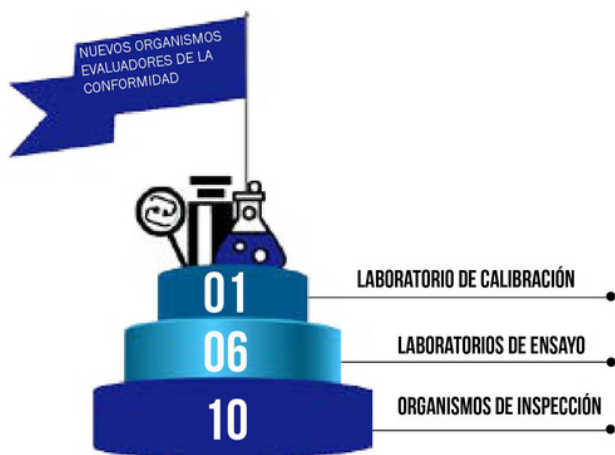 NUEVOS ORGANISMOS
EVALUADORES DE LA
CONFORMIDAD
01
LABORATORIO DE CALIBRACIÓN
06
LABORATORIOS DE ENSAYO
10
ORGANISMOS DE INSPECCIÓN